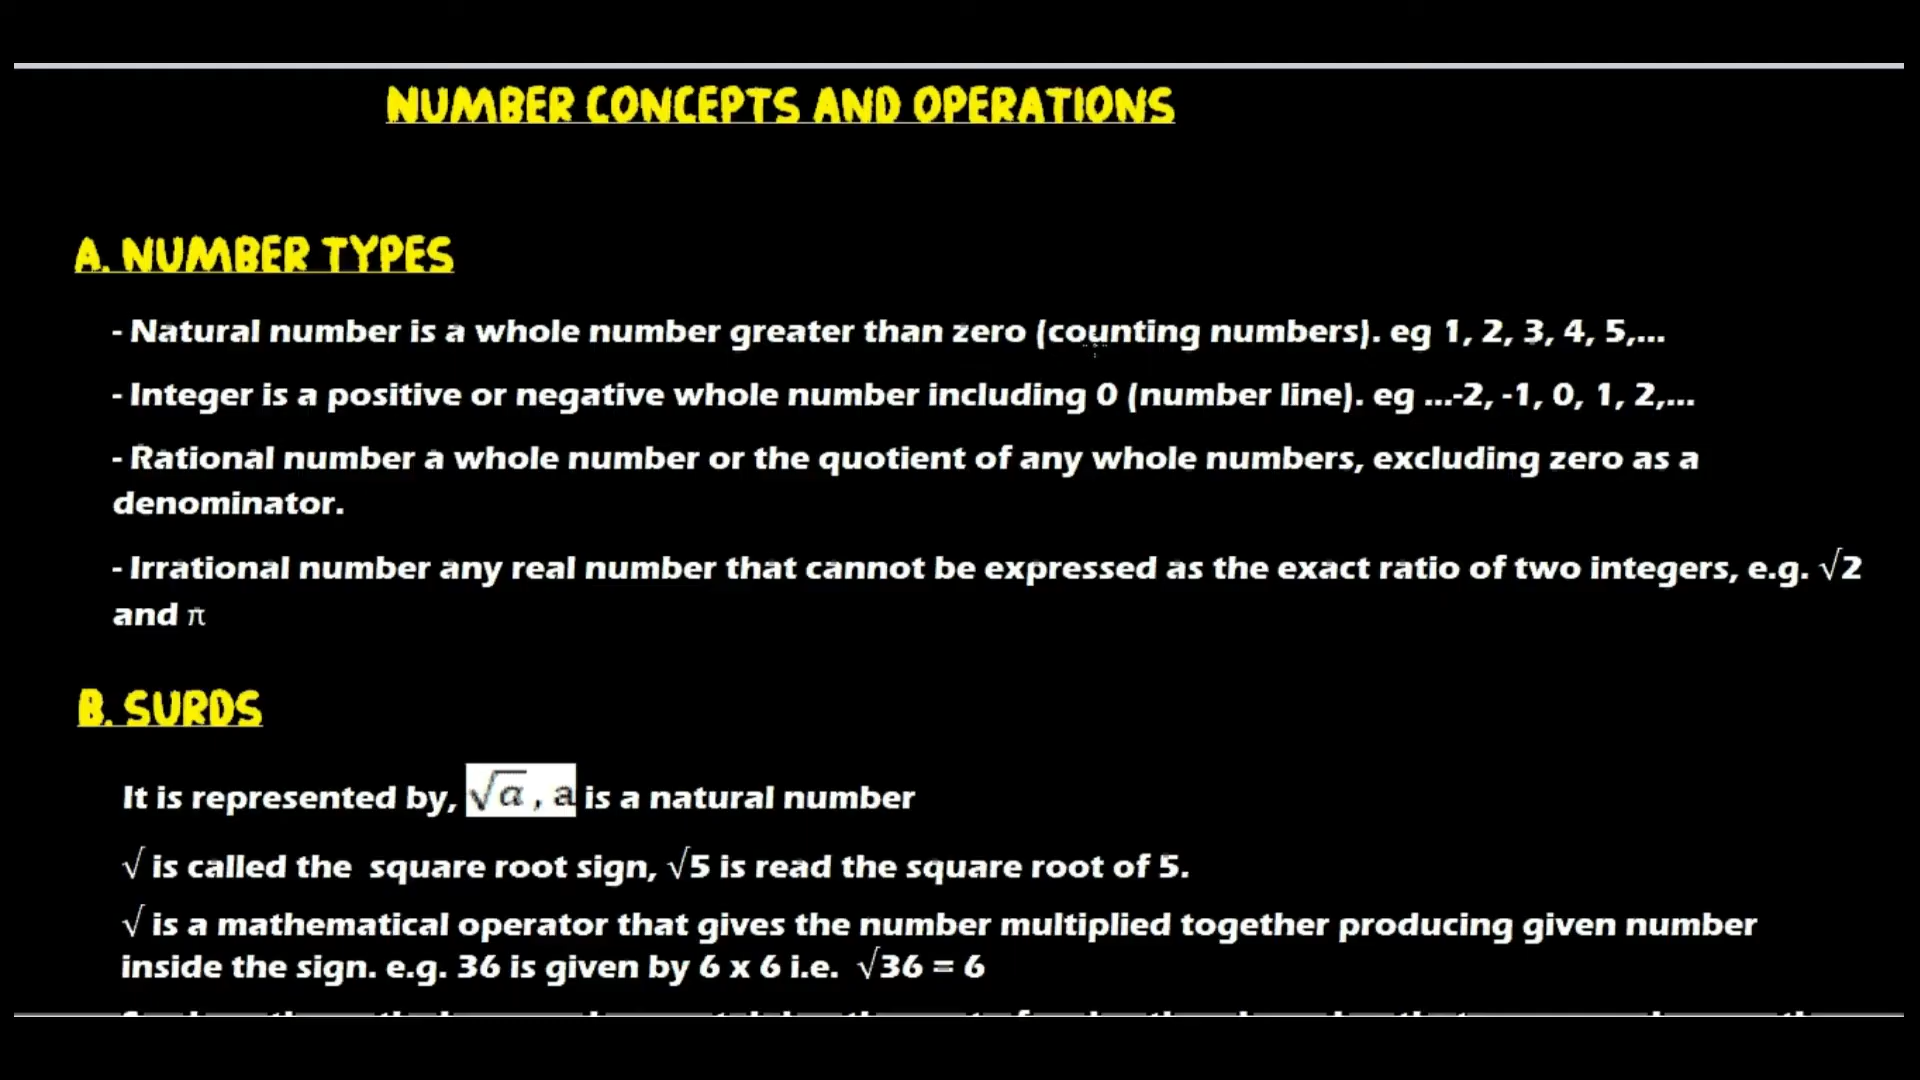 NUMBER CONCEPTS AND OPERATIONS
A. NUMBER TYPES
- Natural number is a whole number greater than zero (counting numbers). eg 1, 2, 3, 4, 5,...
- Integer is a positive or negative whole number including 0 (number line). eg ...-2, -1, 0, 1, 2,...
- Rational number a whole number or the quotient of any whole numbers, excluding zero as a
denominator.
- Irrational number any real number that cannot be expressed as the exact ratio of two integers, e.g. √2
and π
B. SURDS
It is represented by, √a , a is a natural number
√ is called the square root sign, √5 is read the square root of 5.
√ is a mathematical operator that gives the number multiplied together producing given number
inside the sign. e.g. 36 is given by 6 x 6 i.e. √36 = 6